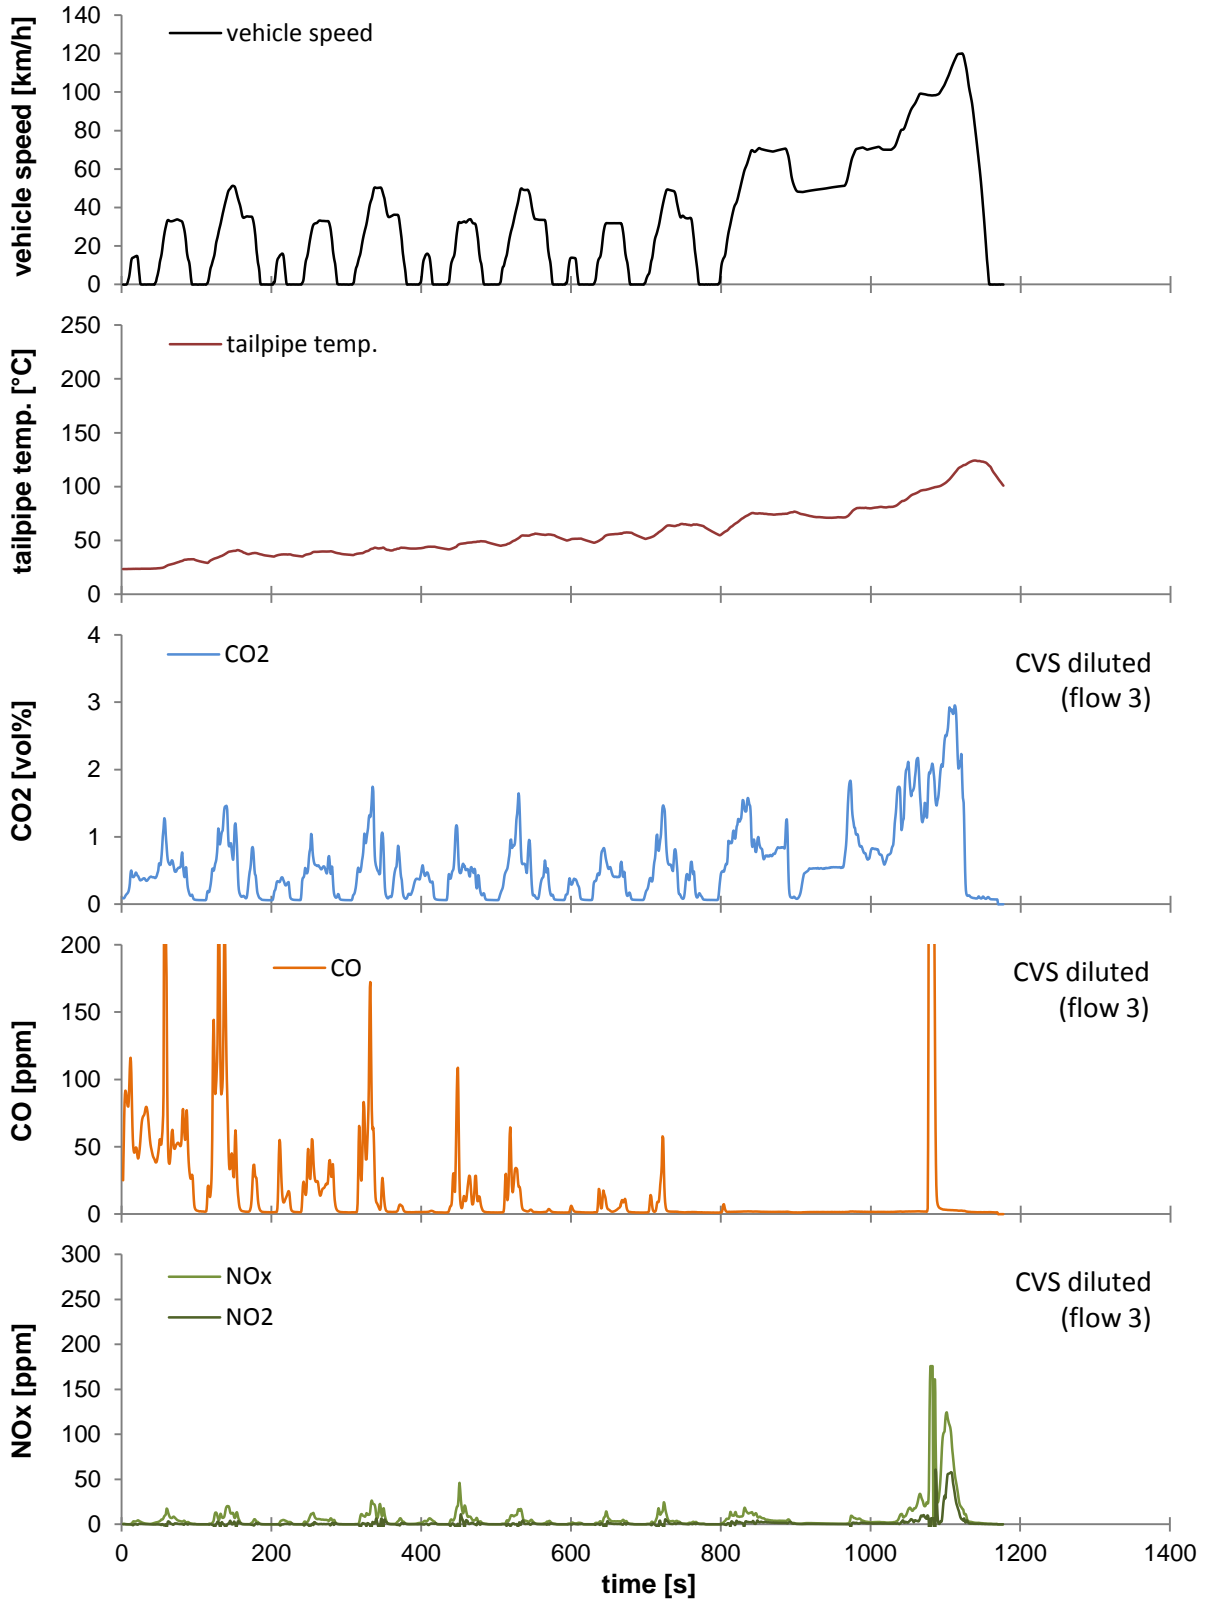 vehicle speed [km/h]
140
120
100
80
60
40
20
0
vehicle speed
tailpipe temp. [°C]
250
200
150
100
50
0
tailpipe temp.
CO2 [vol%]
4
3
2
1
0
CO2
CVS diluted
(flow 3)
CO [ppm]
200
150
100
50
0
CO
CVS diluted
(flow 3)
NOx [ppm]
300
250
200
150
100
50
0
NOx
NO2
CVS diluted
(flow 3)
0 200 400 600 800 1000 1200 1400
time [s]